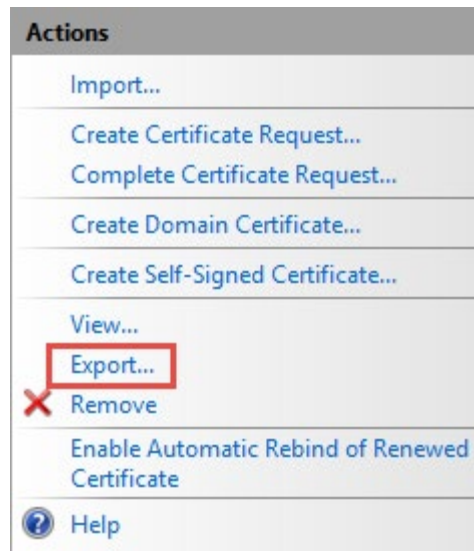 Actions
Import...
Create Certificate Request...
Complete Certificate Request...
Create Domain Certificate...
Create Self-Signed Certificate...
View...
Export...
Remove
Enable Automatic Rebind of Renewed
Certificate
Help